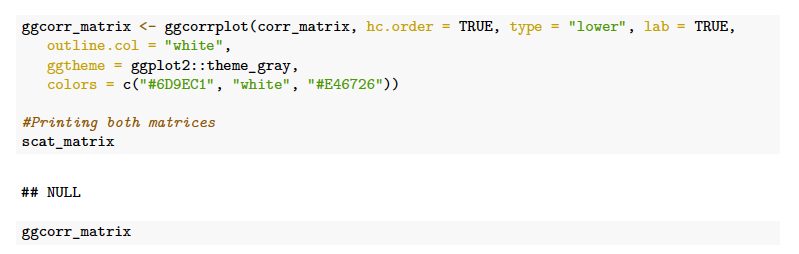 ggcorr_matrix <- ggcorrplot(corr_matrix, hc.order = TRUE, type = "lower", lab = TRUE,
outline.col = "white",
ggtheme = ggplot2::theme_gray,
colors = c("#6D9EC1", "white", "#E46726"))
#Printing both matrices
scat_matrix
## NULL
ggcorr_matrix